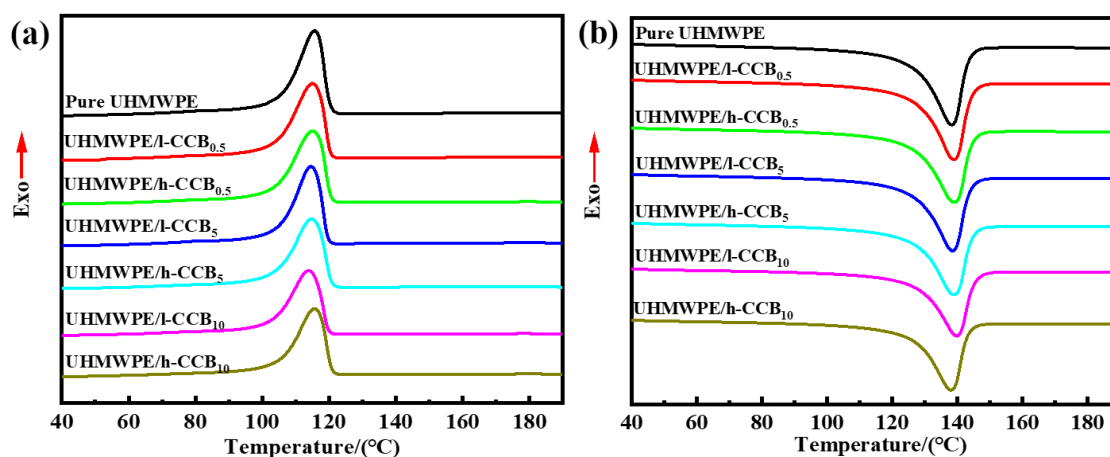 (a)
Exo
Pure UHMWPE
UHMWPE/l-CCB0.5
UHMWPE/h-CCB0.5
UHMWPE/l-CCB5
UHMWPE/h-CCB5
UHMWPE/l-CCB10
UHMWPE/h-CCB10
40 60 80 100 120 140 160 180
Temperature/(°C)
(b)
Exo
Pure UHMWPE
UHMWPE/l-CCB0.5
UHMWPE/h-CCB0.5
UHMWPE/l-CCB5
UHMWPE/h-CCB5
UHMWPE/l-CCB10
UHMWPE/h-CCB10
40 60 80 100 120 140 160 180
Temperature/(°C)